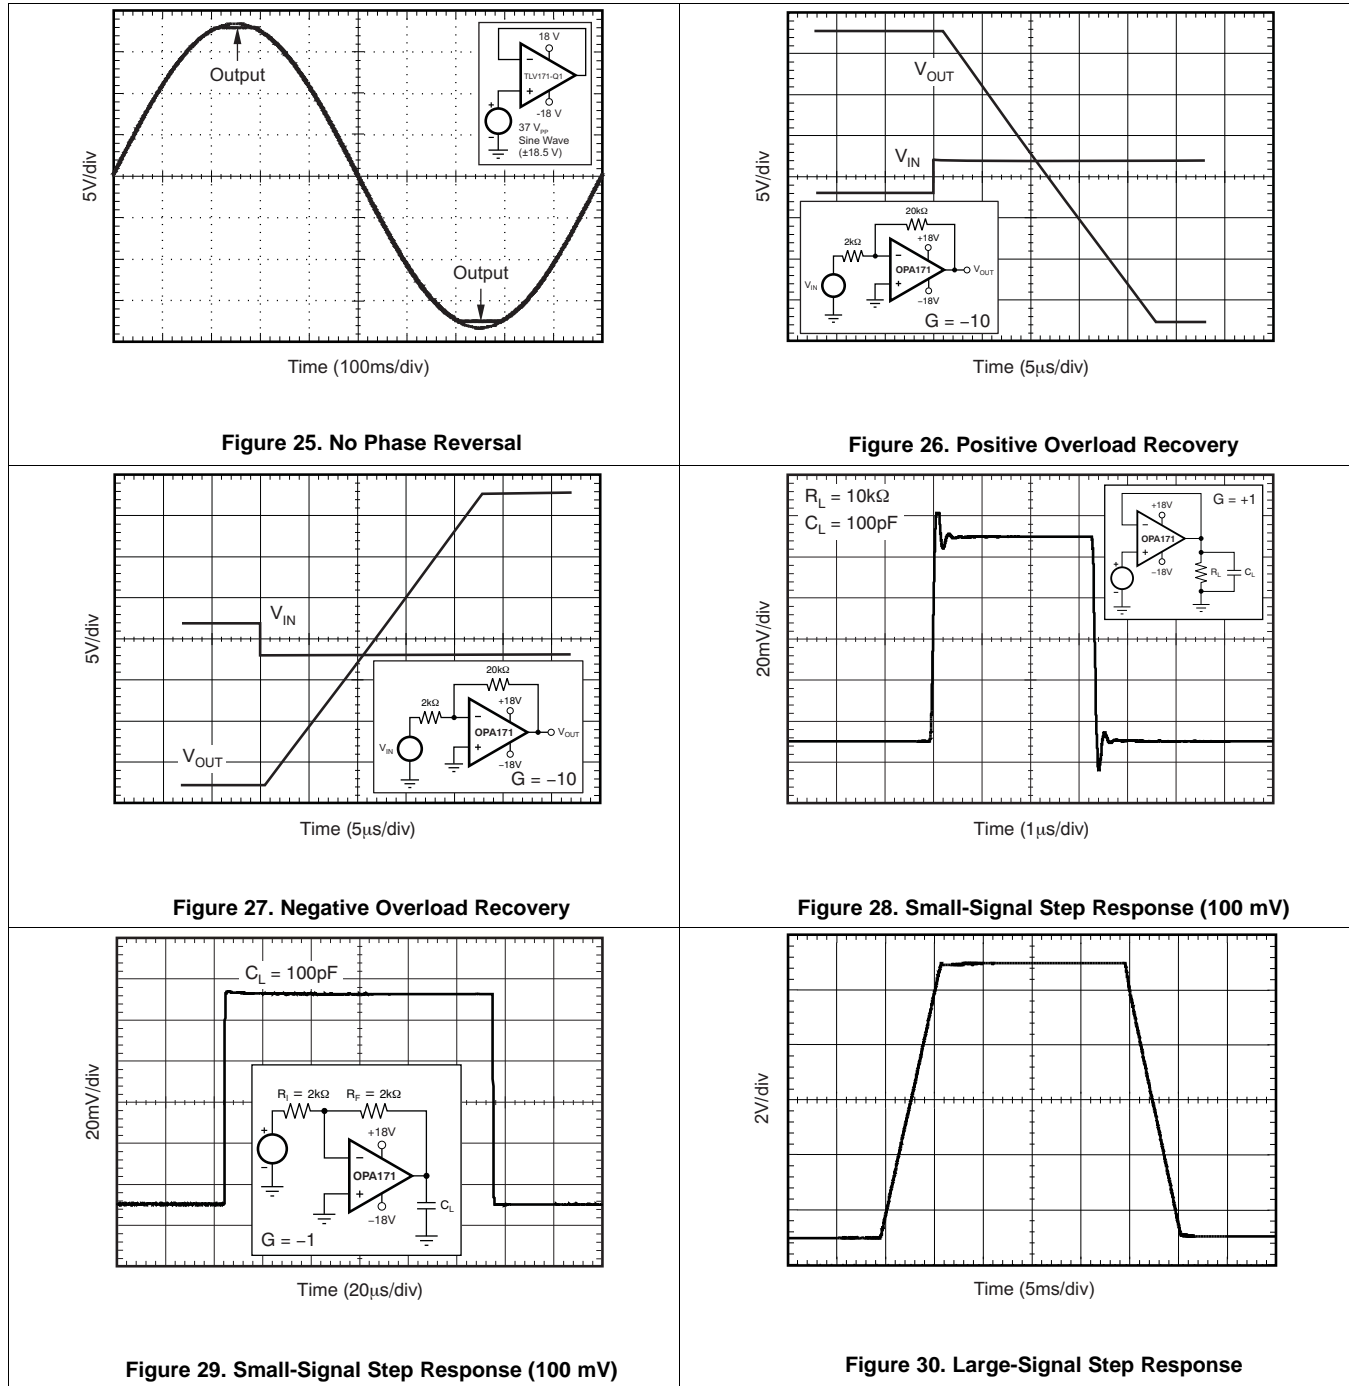 5V/div
Output
Output
18 V
−
TLV171-Q1
+
-18 V
+
−
37 VPP
Sine Wave
(±18.5 V)
Time (100ms/div)
Figure 25. No Phase Reversal
5V/div
VOUT
VIN
20kΩ
2kΩ
+18V
−
OPA171
+
VOUT
VIN
−18V
G = −10
Time (5μs/div)
Figure 26. Positive Overload Recovery
5V/div
VIN
VOUT
20kΩ
2kΩ
+18V
−
OPA171
+
VOUT
VIN
−18V
G = −10
Time (5μs/div)
Figure 27. Negative Overload Recovery
20mV/div
RL = 10kΩ
CL = 100pF
G = +1
+18V
−
OPA171
+
−18V
+
−
RL
CL
Time (1μs/div)
Figure 28. Small-Signal Step Response (100 mV)
20mV/div
CL = 100pF
RI = 2kΩ
RF = 2kΩ
+18V
+
−
−
OPA171
+
−18V
CL
G = −1
Time (20μs/div)
Figure 29. Small-Signal Step Response (100 mV)
2V/div
Time (5ms/div)
Figure 30. Large-Signal Step Response